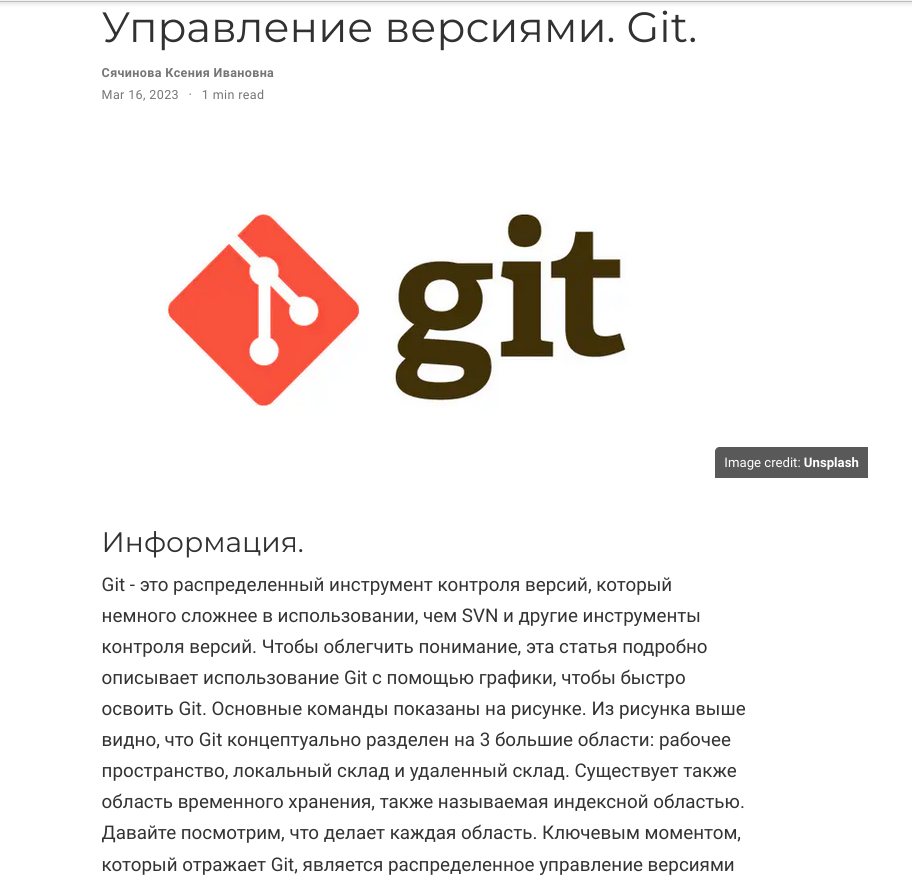 Управление версиями. Git.
Сячинова Ксения Ивановна
Mar 16, 2023 · 1 min read
git
Image credit: Unsplash
Информация.
Git - это распределенный инструмент контроля версий, который
немного сложнее в использовании, чем SVN и другие инструменты
контроля версий. Чтобы облегчить понимание, эта статья подробно
описывает использование Git с помощью графики, чтобы быстро
освоить Git. Основные команды показаны на рисунке. Из рисунка выше
видно, что Git концептуально разделен на 3 большие области: рабочее
пространство, локальный склад и удаленный склад. Существует также
область временного хранения, также называемая индексной областью.
Давайте посмотрим, что делает каждая область. Ключевым моментом,
который отражает Git, является распределенное управление версиями